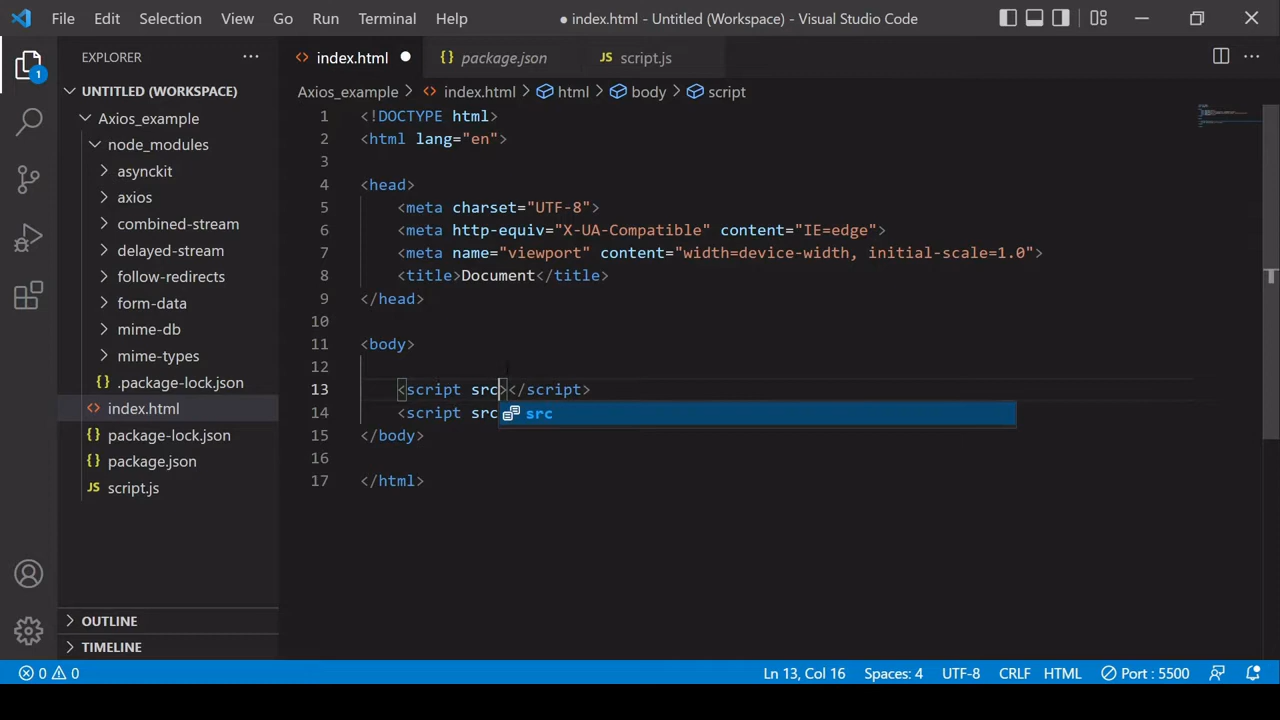 File Edit Selection View Go Run Terminal Help ● index.html - Untitled (Workspace) - Visual Studio Code
EXPLORER
index.html
{} package.json
JS script.js
1
UNTITLED (WORKSPACE)
Axios_example > index.html > html > body > script
Axios_example
node_modules
asynckit
axios
combined-stream
delayed-stream
follow-redirects
form-data
mime-db
mime-types
{} .package-lock.json
<> index.html
{} package-lock.json
{} package.json
JS script.js
OUTLINE
TIMELINE
1 <!DOCTYPE html>
2 <html lang="en">
3
4 <head>
5 <meta charset="UTF-8">
6 <meta http-equiv="X-UA-Compatible" content="IE=edge">
7 <meta name="viewport" content="width=device-width, initial-scale=1.0">
8 <title>Document</title>
9 </head>
10
11 <body>
12
13 <script src></script>
14 <script src
src
15 </body>
16
17 </html>
0 0 Ln 13, Col 16 Spaces: 4 UTF-8 CRLF HTML Port : 5500